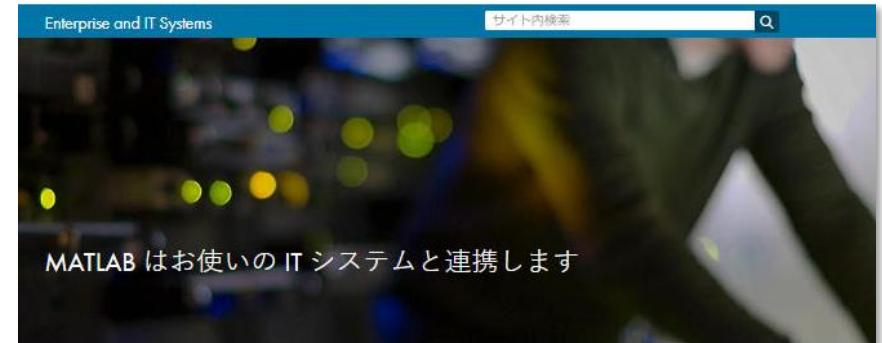 Enterprise and IT Systems
サイト内検索
MATLAB はお使いの IT システムと連携します